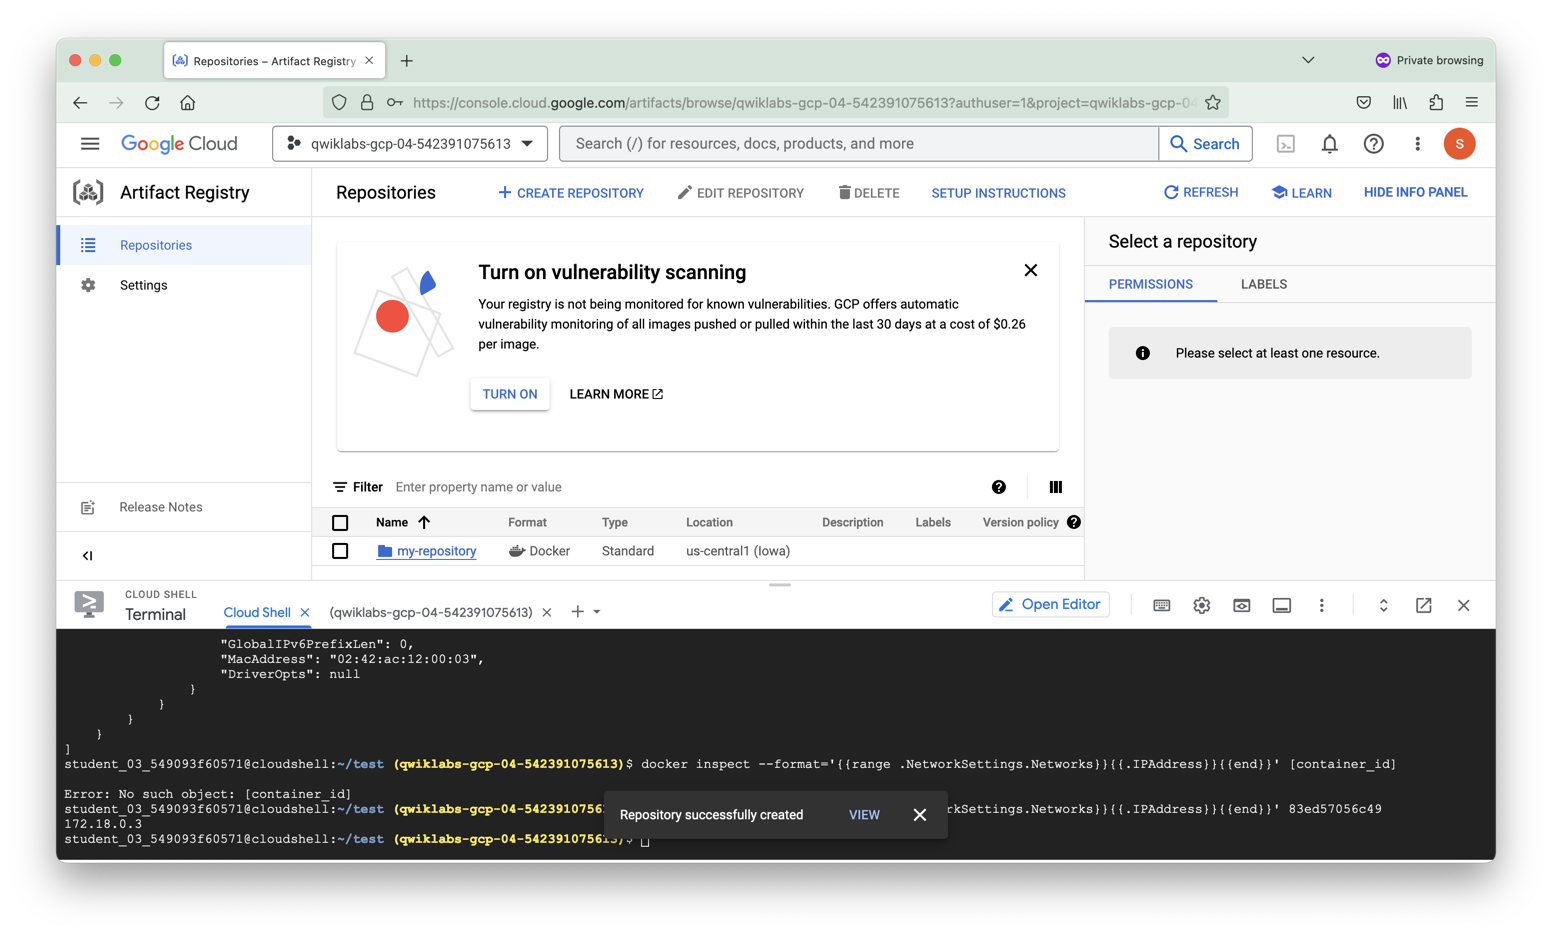 Repositories – Artifact Registry
Private browsing
https://console.cloud.google.com/artifacts/browse/qwiklabs-gcp-04-542391075613?authuser=1&project=qwiklabs-gcp-04
Google Cloud
qwiklabs-gcp-04-542391075613
Search (/) for resources, docs, products, and more
Search
S
Artifact Registry
Repositories
CREATE REPOSITORY
EDIT REPOSITORY
DELETE
SETUP INSTRUCTIONS
REFRESH
LEARN
HIDE INFO PANEL
Repositories
Settings
Release Notes
Turn on vulnerability scanning
Your registry is not being monitored for known vulnerabilities. GCP offers automatic
vulnerability monitoring of all images pushed or pulled within the last 30 days at a cost of $0.26
per image.
TURN ON
LEARN MORE
Select a repository
PERMISSIONS
LABELS
Please select at least one resource.
Filter Enter property name or value
Name Format Type Location Description Labels Version policy
my-repository Docker Standard us-central1 (Iowa)
CLOUD SHELL
Terminal
Cloud Shell
(qwiklabs-gcp-04-542391075613)
Open Editor
"GlobalIPv6PrefixLen": 0,
"MacAddress": "02:42:ac:12:00:03",
"DriverOpts": null
}
}
}
}
]
student_03_549093f60571@cloudshell:~/test (qwiklabs-gcp-04-542391075613)$ docker inspect --format='{{range .NetworkSettings.Networks}}{{.IPAddress}}{{end}}' [container_id]
Error: No such object: [container_id]
student_03_549093f60571@cloudshell:~/test (qwiklabs-gcp-04-54239107561 rkSettings.Networks}}{{.IPAddress}}{{end}}' 83ed57056c49
172.18.0.3
student_03_549093f60571@cloudshell:~/test (qwiklabs-gcp-04-542391075613)$
Repository successfully created
VIEW